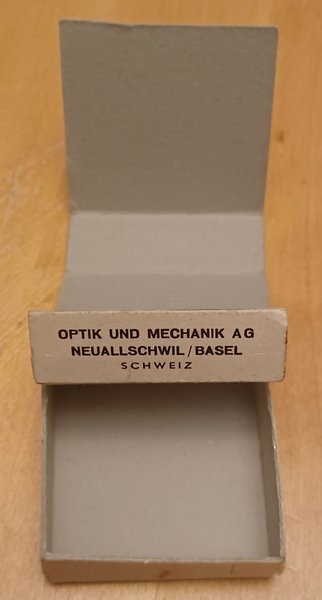 OPTIK UND MECHANIK AG
NEUALLSCHWIL/BASEL
SCHWEIZ